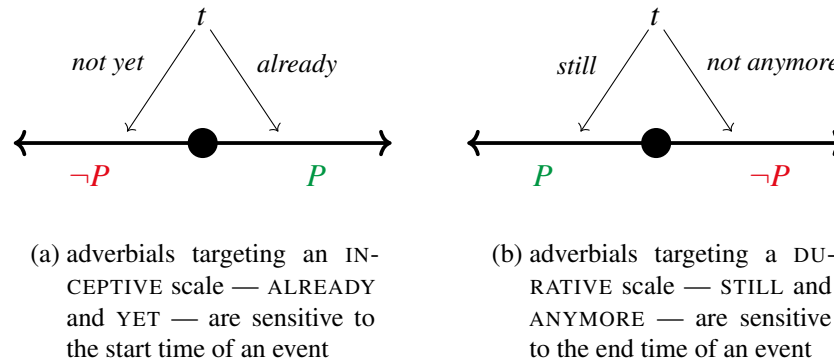 t
not yet
already
¬P
P
(a) adverbials targeting an IN-
CEPTIVE scale — ALREADY
and YET — are sensitive to
the start time of an event
t
still
not anymore
P
¬P
(b) adverbials targeting a DU-
RATIVE scale — STILL and
ANYMORE — are sensitive
to the end time of an event